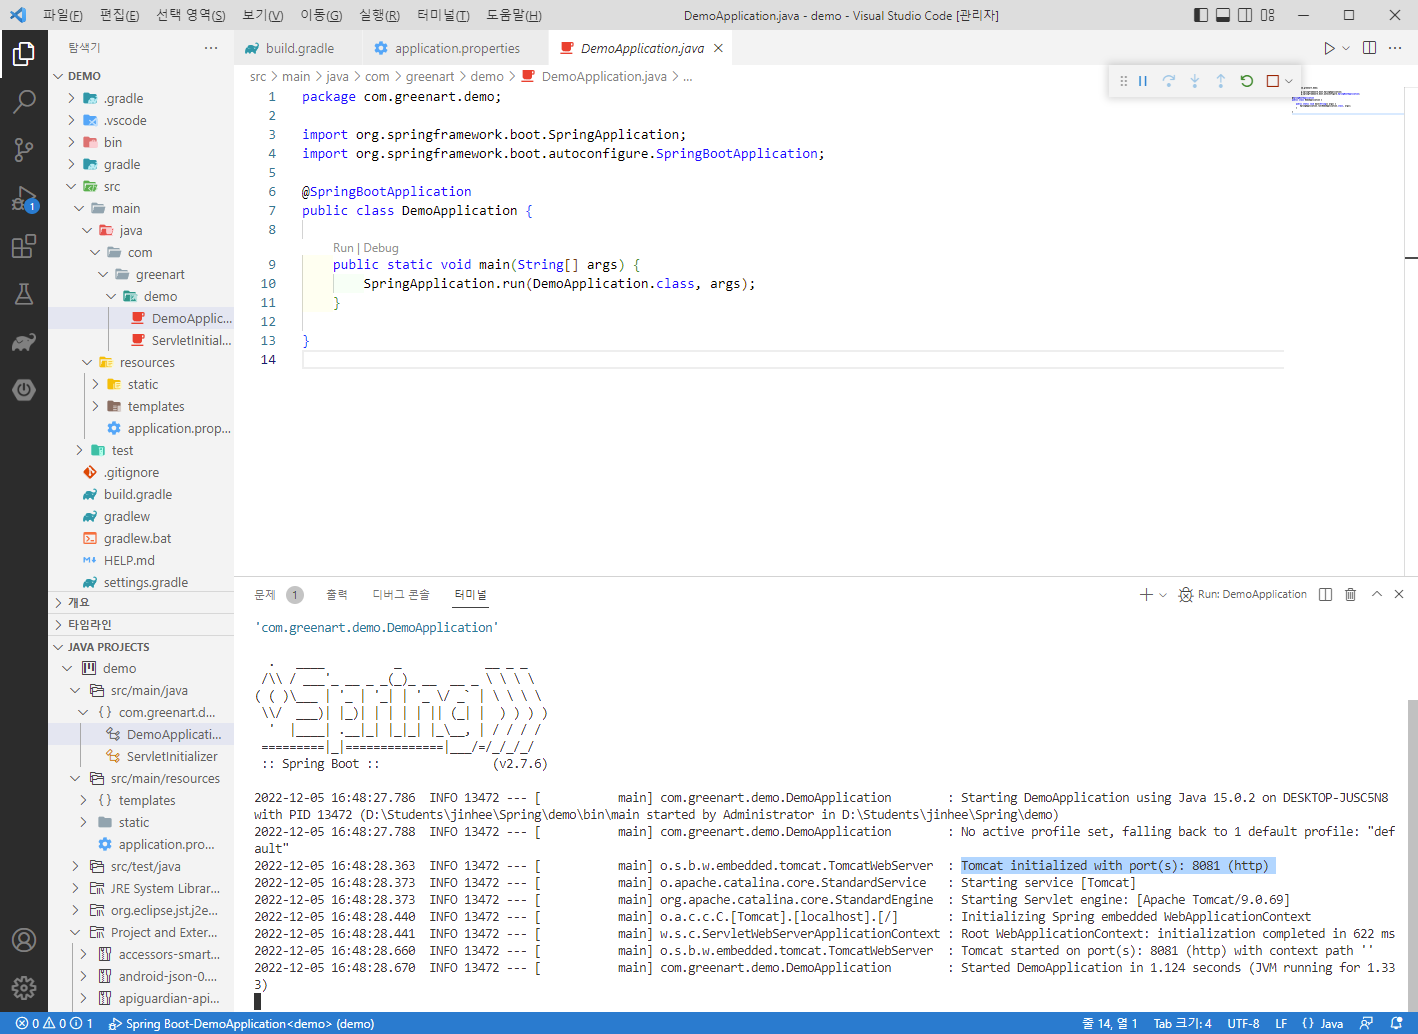 파일(F) 편집(E) 선택 영역(S) 보기(V) 이동(G) 실행(R) 터미널(T) 도움말(H) DemoApplication.java - demo - Visual Studio Code [관리자]
탐색기
DEMO
.gradle
.vscode
bin
gradle
src
main
java
com
greenart
demo
DemoApplic...
ServletInitial...
resources
static
templates
application.prop...
test
.gitignore
build.gradle
gradlew
gradlew.bat
HELP.md
settings.gradle
개요
타임라인
JAVA PROJECTS
demo
src/main/java
com.greenart.d...
DemoApplicati...
ServletInitializer
src/main/resources
templates
static
application.pro...
src/test/java
JRE System Librar...
org.eclipse.jst.j2e...
Project and Exter...
accessors-smart...
android-json-0....
apiguardian-api...
1
build.gradle application.properties DemoApplication.java
src > main > java > com > greenart > demo > DemoApplication.java > ...
1 package com.greenart.demo;
2
3 import org.springframework.boot.SpringApplication;
4 import org.springframework.boot.autoconfigure.SpringBootApplication;
5
6 @SpringBootApplication
7 public class DemoApplication {
8
Run | Debug
9 public static void main(String[] args) {
10 SpringApplication.run(DemoApplication.class, args);
11 }
12
13 }
14
문제 1 출력 디버그 콘솔 터미널 Run: DemoApplication
'com.greenart.demo.DemoApplication'
  .   ____          _            __ _ _
 /\\ / ___'_ __ _ _(_)_ __  __ _ \ \ \ \
( ( )\___ | '_ | '_| | '_ \/ _` | \ \ \ \
 \\/  ___)| |_)| | | | | || (_| |  ) ) ) )
  '  |____| .__|_| |_|_| |_\__, | / / / /
 =========|_|==============|___/=/_/_/_/
 :: Spring Boot ::                (v2.7.6)
2022-12-05 16:48:27.786  INFO 13472 --- [           main] com.greenart.demo.DemoApplication        : Starting DemoApplication using Java 15.0.2 on DESKTOP-JUSC5N8
with PID 13472 (D:\Students\jinhee\Spring\demo\bin\main started by Administrator in D:\Students\jinhee\Spring\demo)
2022-12-05 16:48:27.788  INFO 13472 --- [           main] com.greenart.demo.DemoApplication        : No active profile set, falling back to 1 default profile: "def
ault"
2022-12-05 16:48:28.363  INFO 13472 --- [           main] o.s.b.w.embedded.tomcat.TomcatWebServer  : Tomcat initialized with port(s): 8081 (http)
2022-12-05 16:48:28.373  INFO 13472 --- [           main] o.apache.catalina.core.StandardService   : Starting service [Tomcat]
2022-12-05 16:48:28.373  INFO 13472 --- [           main] org.apache.catalina.core.StandardEngine  : Starting Servlet engine: [Apache Tomcat/9.0.69]
2022-12-05 16:48:28.440  INFO 13472 --- [           main] o.a.c.c.C.[Tomcat].[localhost].[/]       : Initializing Spring embedded WebApplicationContext
2022-12-05 16:48:28.441  INFO 13472 --- [           main] w.s.c.ServletWebServerApplicationContext : Root WebApplicationContext: initialization completed in 622 ms
2022-12-05 16:48:28.660  INFO 13472 --- [           main] o.s.b.w.embedded.tomcat.TomcatWebServer  : Tomcat started on port(s): 8081 (http) with context path ''
2022-12-05 16:48:28.670  INFO 13472 --- [           main] com.greenart.demo.DemoApplication        : Started DemoApplication in 1.124 seconds (JVM running for 1.33
3)
0 0 1 Spring Boot-DemoApplication<demo> (demo) 줄 14, 열 1 Tab 크기: 4 UTF-8 LF {} Java